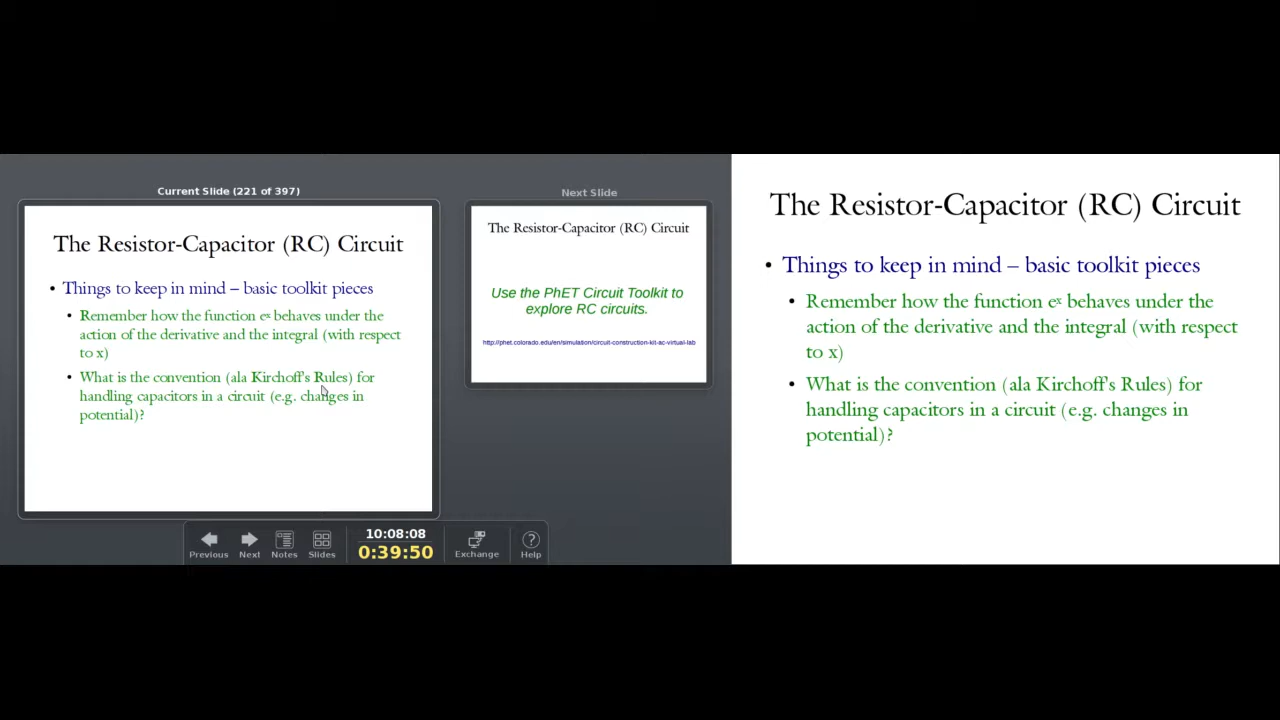 Current Slide (221 of 397)
The Resistor-Capacitor (RC) Circuit
• Things to keep in mind – basic toolkit pieces
• Remember how the function eˣ behaves under the
action of the derivative and the integral (with respect
to x)
• What is the convention (ala Kirchoff's Rules) for
handling capacitors in a circuit (e.g. changes in
potential)?
Next Slide
The Resistor-Capacitor (RC) Circuit
Use the PhET Circuit Toolkit to
explore RC circuits.
http://phet.colorado.edu/en/simulation/circuit-construction-kit-ac-virtual-lab
Previous
Next
Notes
Slides
10:08:08
0:39:50
Exchange
Help
The Resistor-Capacitor (RC) Circuit
• Things to keep in mind – basic toolkit pieces
• Remember how the function eˣ behaves under the
action of the derivative and the integral (with respect
to x)
• What is the convention (ala Kirchoff's Rules) for
handling capacitors in a circuit (e.g. changes in
potential)?